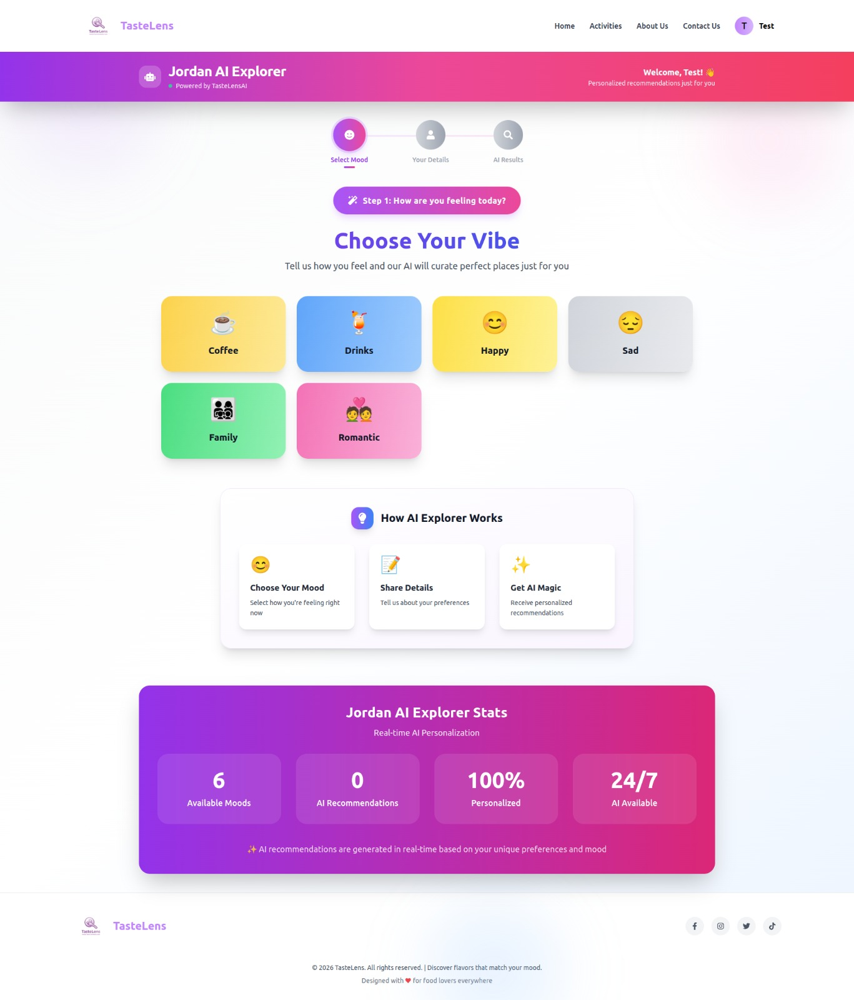 TasteLens
TasteLens
Home
Activities
About Us
Contact Us
T
Test
Jordan AI Explorer
Powered by TasteLensAI
Welcome, Test! 👋
Personalized recommendations just for you
Select Mood
Your Details
AI Results
Step 1: How are you feeling today?
Choose Your Vibe
Tell us how you feel and our AI will curate perfect places just for you
Coffee
Drinks
Happy
Sad
Family
Romantic
How AI Explorer Works
Choose Your Mood
Select how you're feeling right
now
Share Details
Tell us about your preferences
Get AI Magic
Receive personalized
recommendations
Jordan AI Explorer Stats
Real-time AI Personalization
6
Available Moods
0
AI Recommendations
100%
Personalized
24/7
AI Available
✨ AI recommendations are generated in real-time based on your unique preferences and mood
TasteLens
TasteLens
© 2026 TasteLens. All rights reserved. | Discover flavors that match your mood.
Designed with ❤ for food lovers everywhere